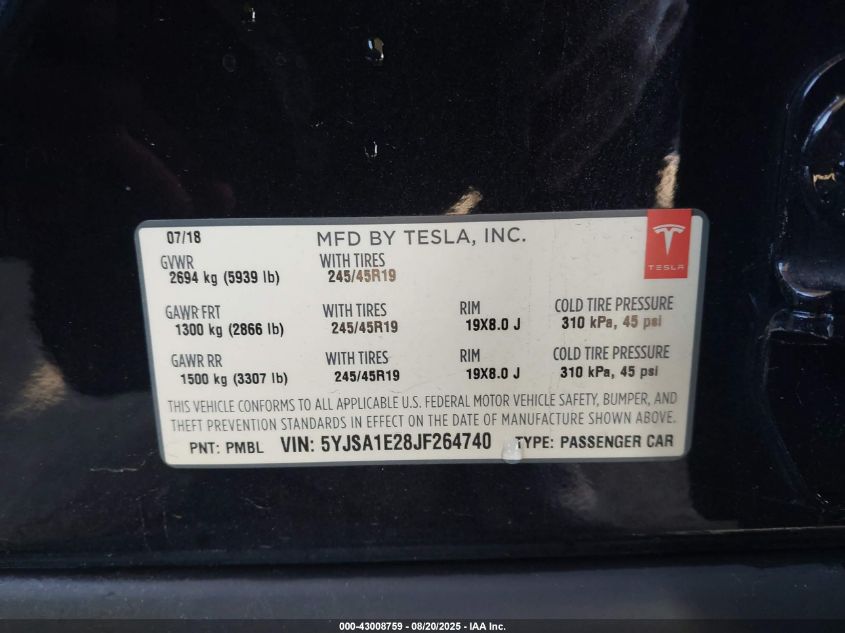 07/18 MFD BY TESLA, INC.
TESLA
GVWR WITH TIRES
2694 kg (5939 lb) 245/45R19
GAWR FRT WITH TIRES RIM COLD TIRE PRESSURE
1300 kg (2866 lb) 245/45R19 19X8.0 J 310 kPa, 45 psi
GAWR RR WITH TIRES RIM COLD TIRE PRESSURE
1500 kg (3307 lb) 245/45R19 19X8.0 J 310 kPa, 45 psi
THIS VEHICLE CONFORMS TO ALL APPLICABLE U.S. FEDERAL MOTOR VEHICLE SAFETY, BUMPER, AND
THEFT PREVENTION STANDARDS IN EFFECT ON THE DATE OF MANUFACTURE SHOWN ABOVE.
PNT: PMBL VIN: 5YJSA1E28JF264740 TYPE: PASSENGER CAR
000-43008759 - 08/20/2025 - IAA Inc.